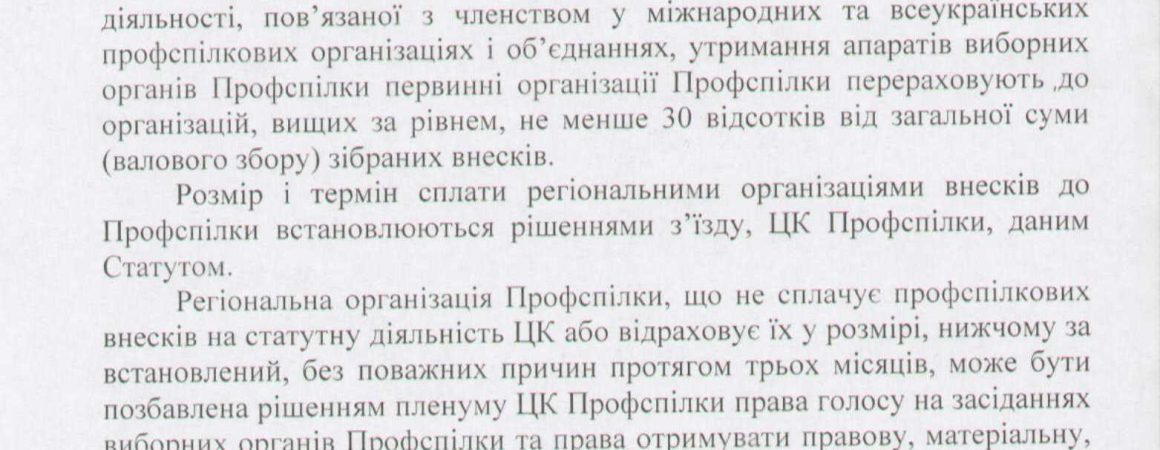 діяльності, пов’язаної з членством у міжнародних та всеукраїнських
профспілкових організаціях і об’єднаннях, утримання апаратів виборних
органів Профспілки первинні організації Профспілки перераховують до
організацій, вищих за рівнем, не менше 30 відсотків від загальної суми
(валового збору) зібраних внесків.
Розмір і термін сплати регіональними організаціями внесків до
Профспілки встановлюються рішеннями з’їзду, ЦК Профспілки, даним
Статутом.
Регіональна організація Профспілки, що не сплачує профспілкових
внесків на статутну діяльність ЦК або відраховує їх у розмірі, нижчому за
встановлений, без поважних причин протягом трьох місяців, може бути
позбавлена рішенням пленуму ЦК Профспілки права голосу на засіданнях
виборних органів Профспілки та права отримувати правову, матеріальну,